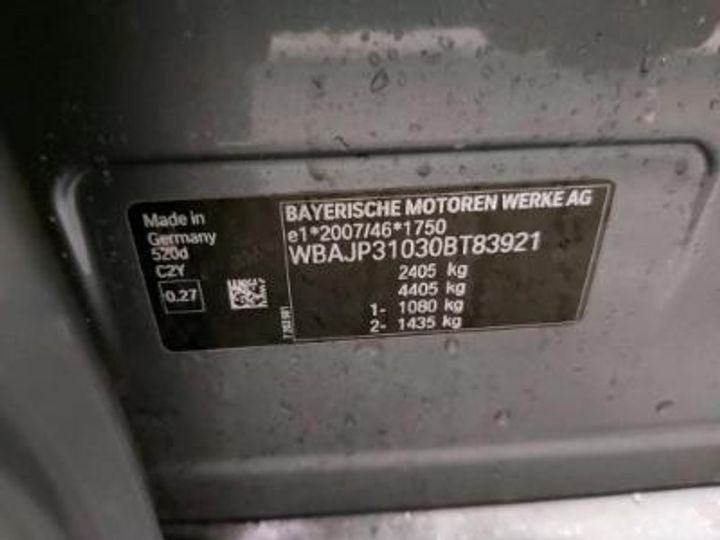 Made in
Germany
520d
C2Y
0.27
BAYERISCHE MOTOREN WERKE AG
e1*2007/46*1750
WBAJP31030BT83921
2405 kg
4405 kg
1- 1080 kg
2- 1435 kg